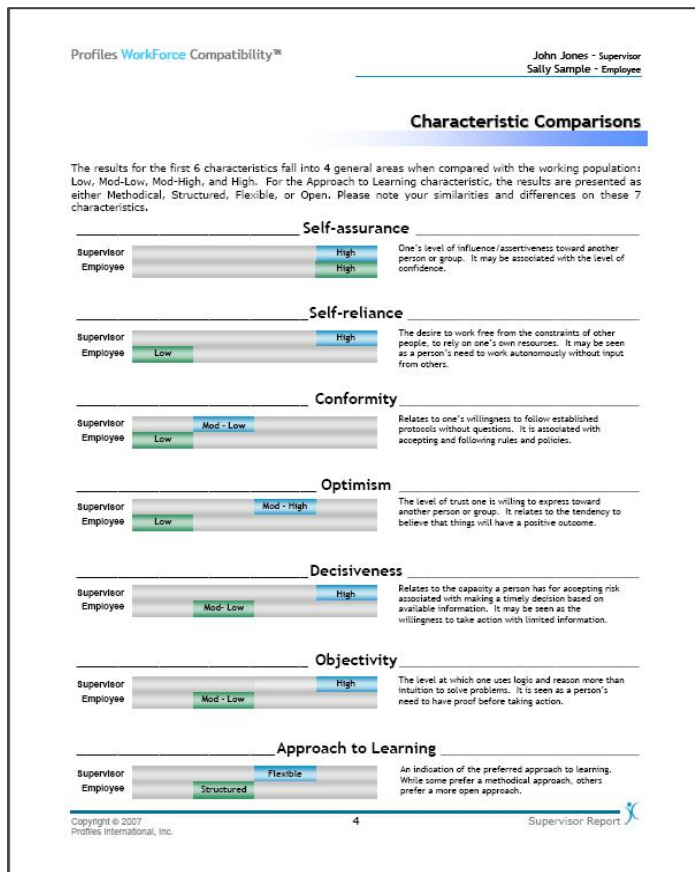 Profiles WorkForce Compatibility™
John Jones - Supervisor
Sally Sample - Employee
Characteristic Comparisons
The results for the first 6 characteristics fall into 4 general areas when compared with the working population:
Low, Mod-Low, Mod-High, and High. For the Approach to Learning characteristic, the results are presented as
either Methodical, Structured, Flexible, or Open. Please note your similarities and differences on these 7
characteristics.
Self-assurance
Supervisor High
Employee High
One's level of influence/assertiveness toward another
person or group. It may be associated with the level of
confidence.
Self-reliance
Supervisor High
Employee Low
The desire to work free from the constraints of other
people, to rely on one's own resources. It may be seen
as a person's need to work autonomously without input
from others.
Conformity
Supervisor Mod - Low
Employee Low
Relates to one's willingness to follow established
protocols without questions. It is associated with
accepting and following rules and policies.
Optimism
Supervisor Mod - High
Employee Low
The level of trust one is willing to express toward
another person or group. It relates to the tendency to
believe that things will have a positive outcome.
Decisiveness
Supervisor High
Employee Mod- Low
Relates to the capacity a person has for accepting risk
associated with making a timely decision based on
available information. It may be seen as the
willingness to take action with limited information.
Objectivity
Supervisor High
Employee Mod - Low
The level at which one uses logic and reason more than
intuition to solve problems. It is seen as a person's
need to have proof before taking action.
Approach to Learning
Supervisor Flexible
Employee Structured
An indication of the preferred approach to learning.
While some prefer a methodical approach, others
prefer a more open approach.
Copyright © 2007
Profiles International, Inc.
4
Supervisor Report